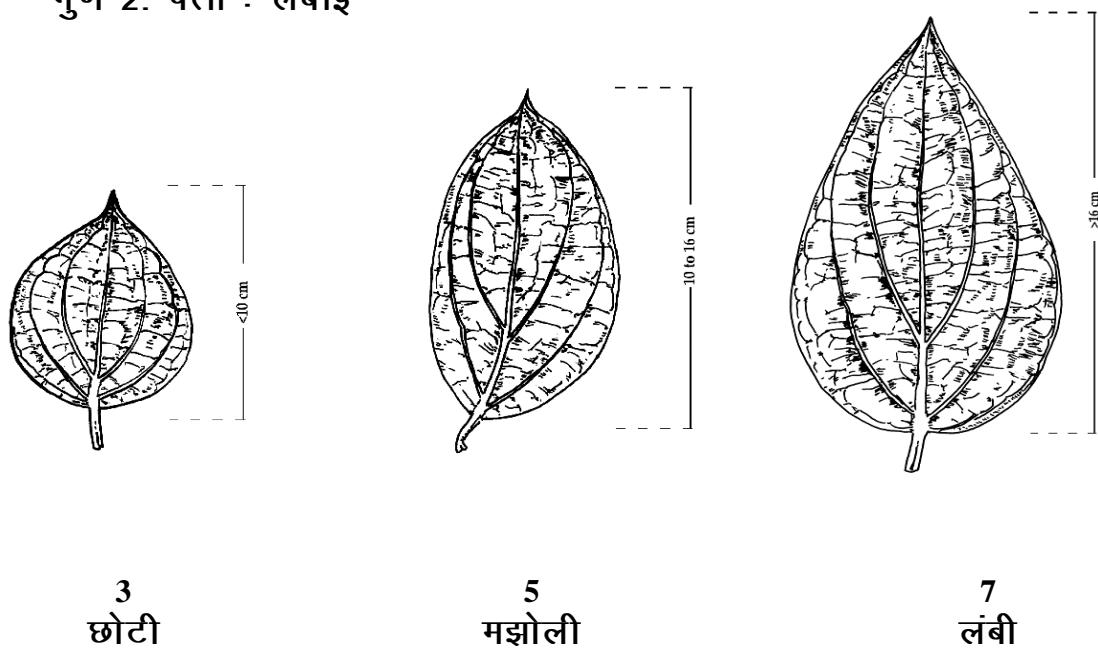 गुण 2. पत्ती : लंबाई
<10 cm
10 to 16 cm
>16 cm
3 5 7
छोटी मझोली लंबी